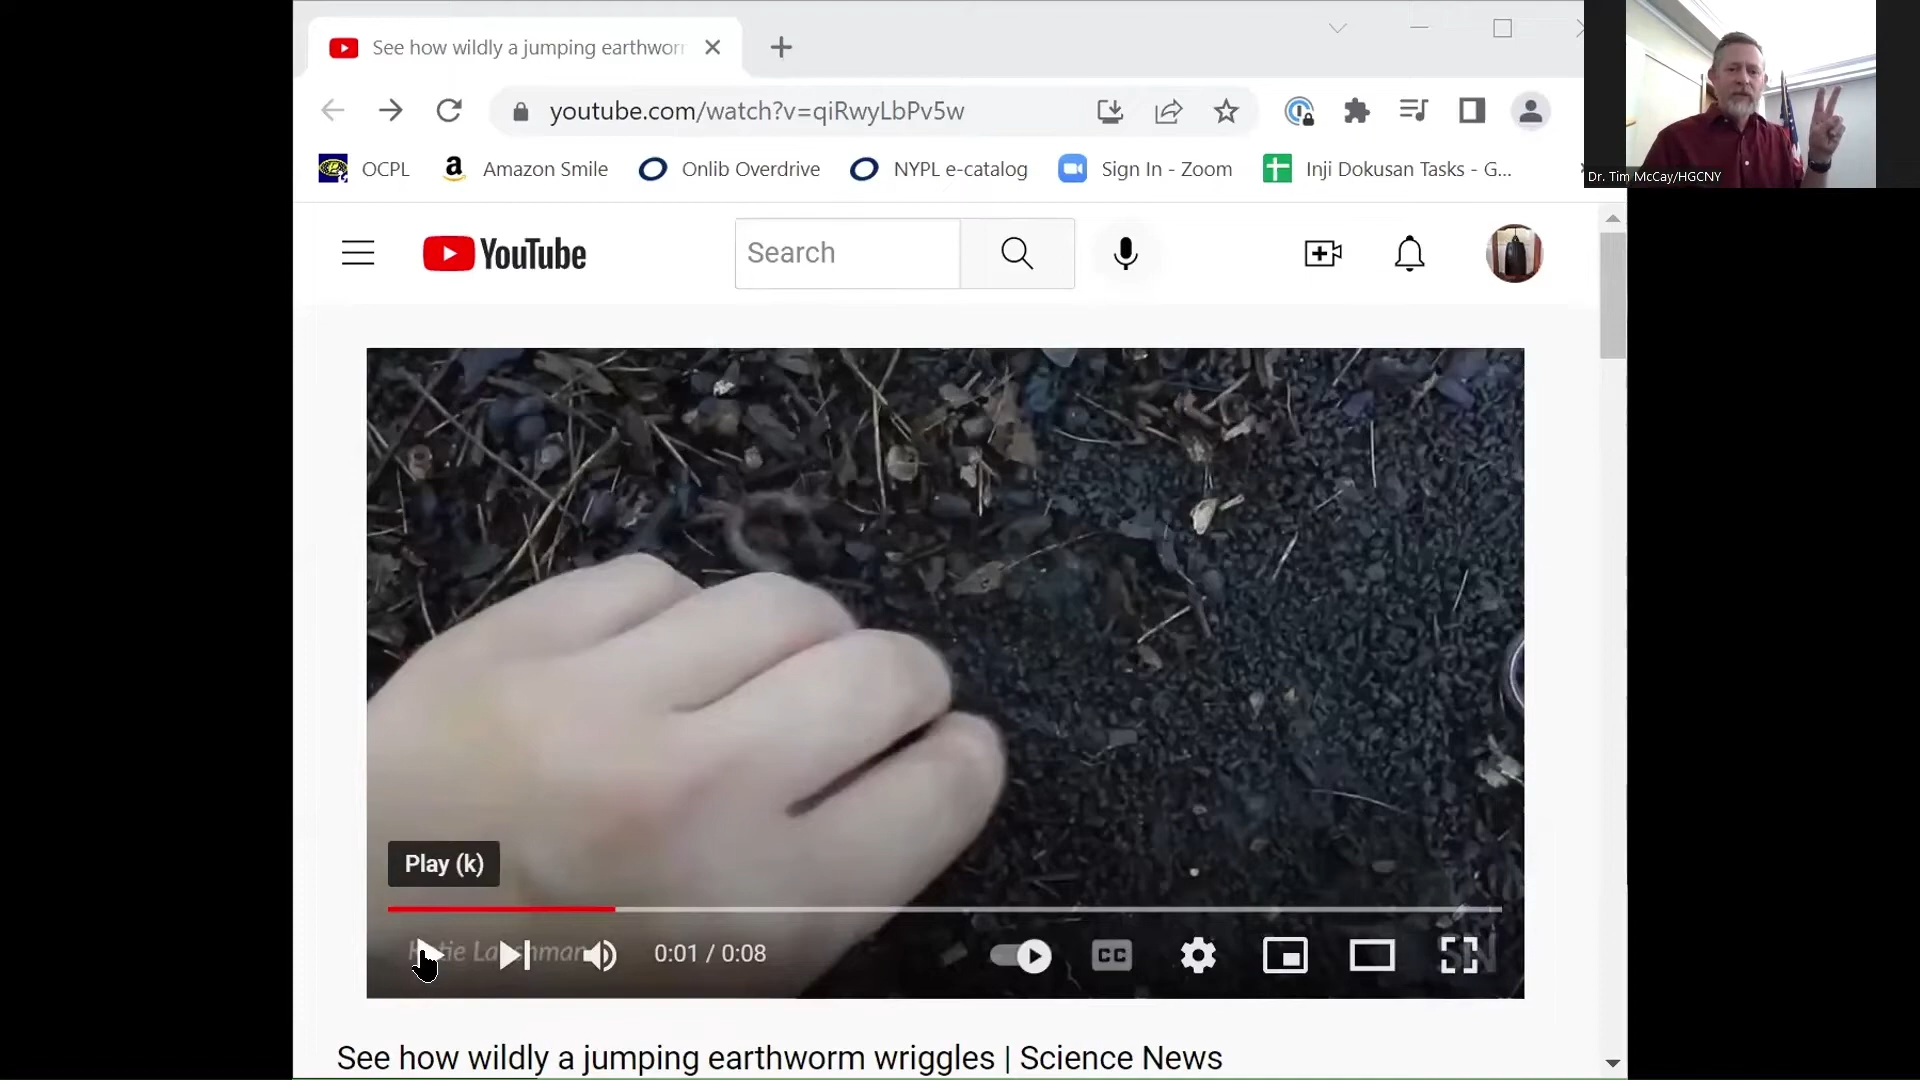 See how wildly a jumping earthwor
youtube.com/watch?v=qiRwyLbPv5w
OCPL
Amazon Smile
Onlib Overdrive
NYPL e-catalog
Sign In - Zoom
Inji Dokusan Tasks - G...
Dr. Tim McCay/HGCNY
YouTube
Search
Play (k)
0:01 / 0:08
CC
SN
See how wildly a jumping earthworm wriggles | Science News